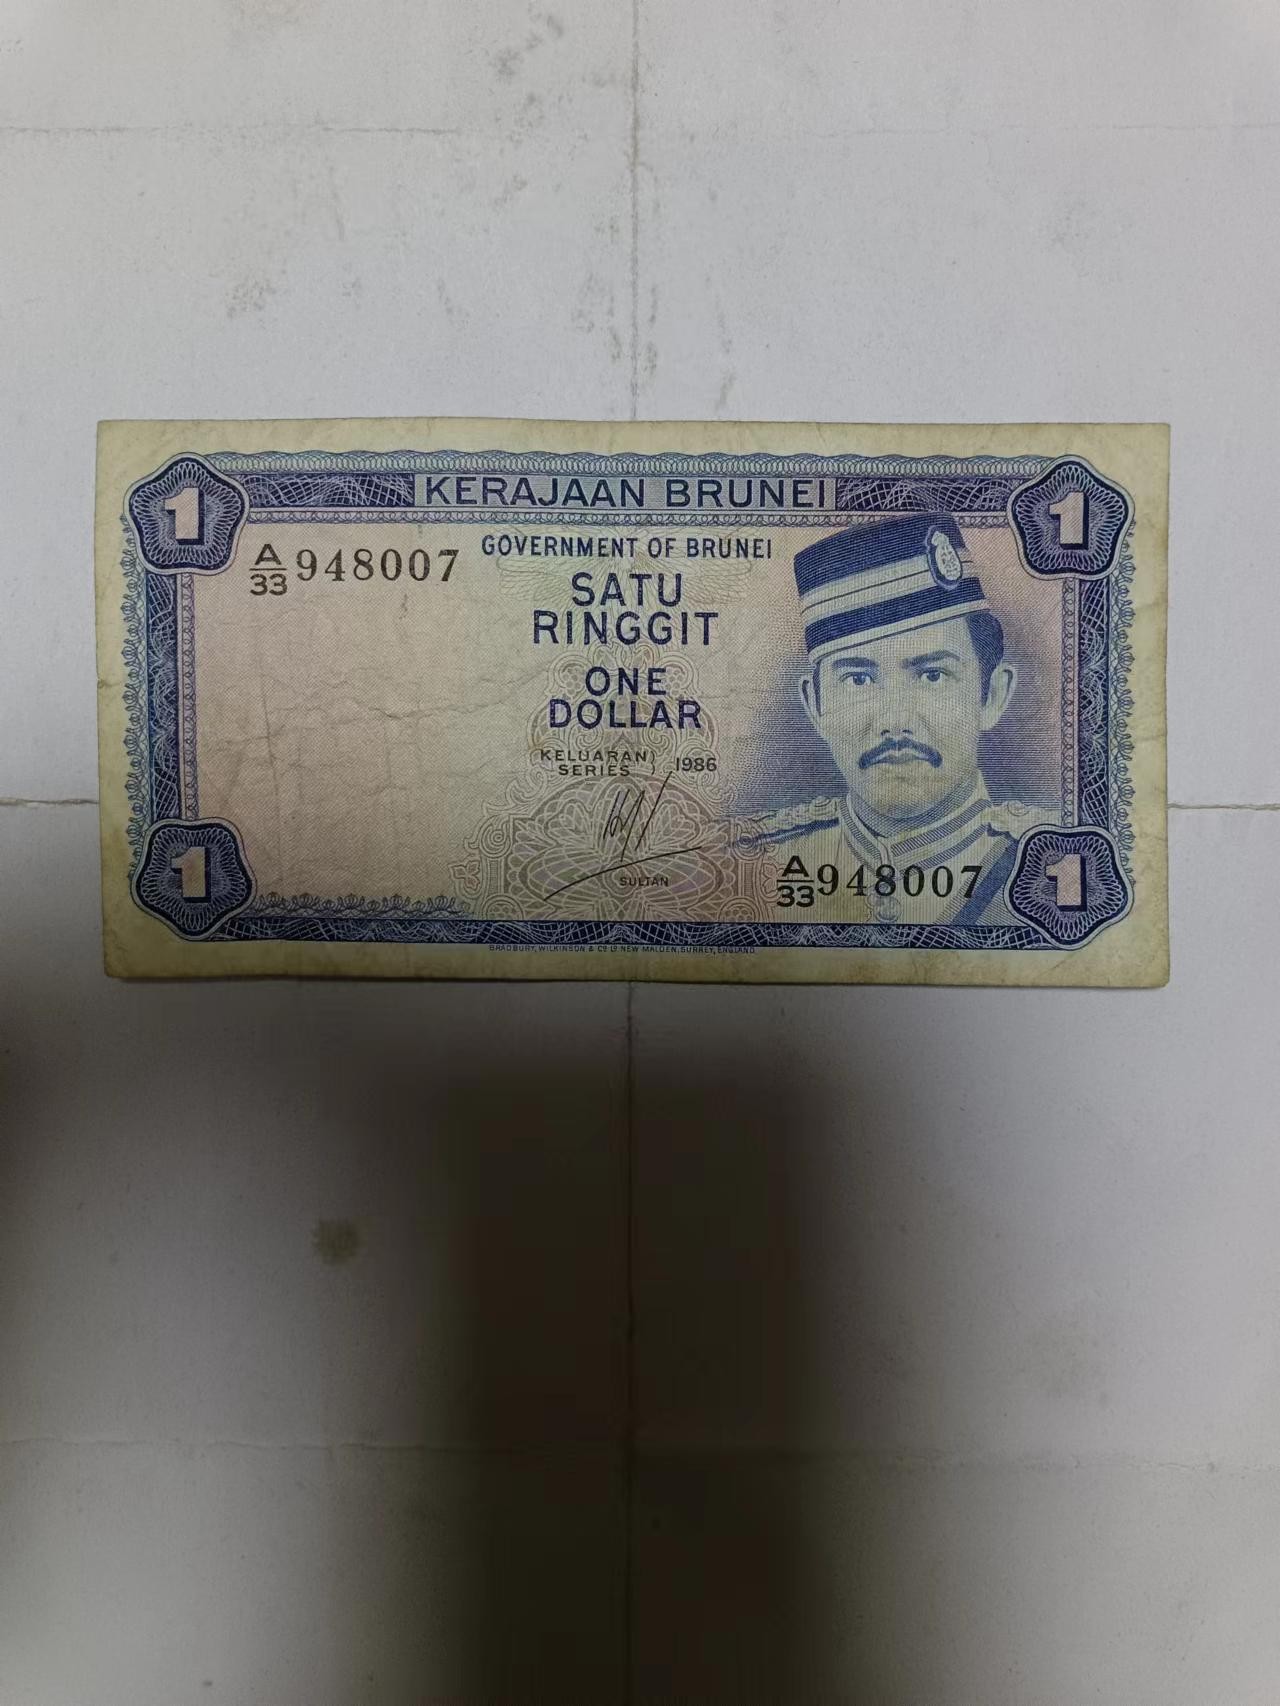 1 KERAJAAN BRUNEI 1
A/33 948007
GOVERNMENT OF BRUNEI
SATU
RINGGIT
ONE
DOLLAR
KELUARAN
SERIES 1986
SULTAN
A/33 948007
1 1
BRADBURY, WILKINSON & Cº Lº NEW MALDEN, SURREY, ENGLAND.